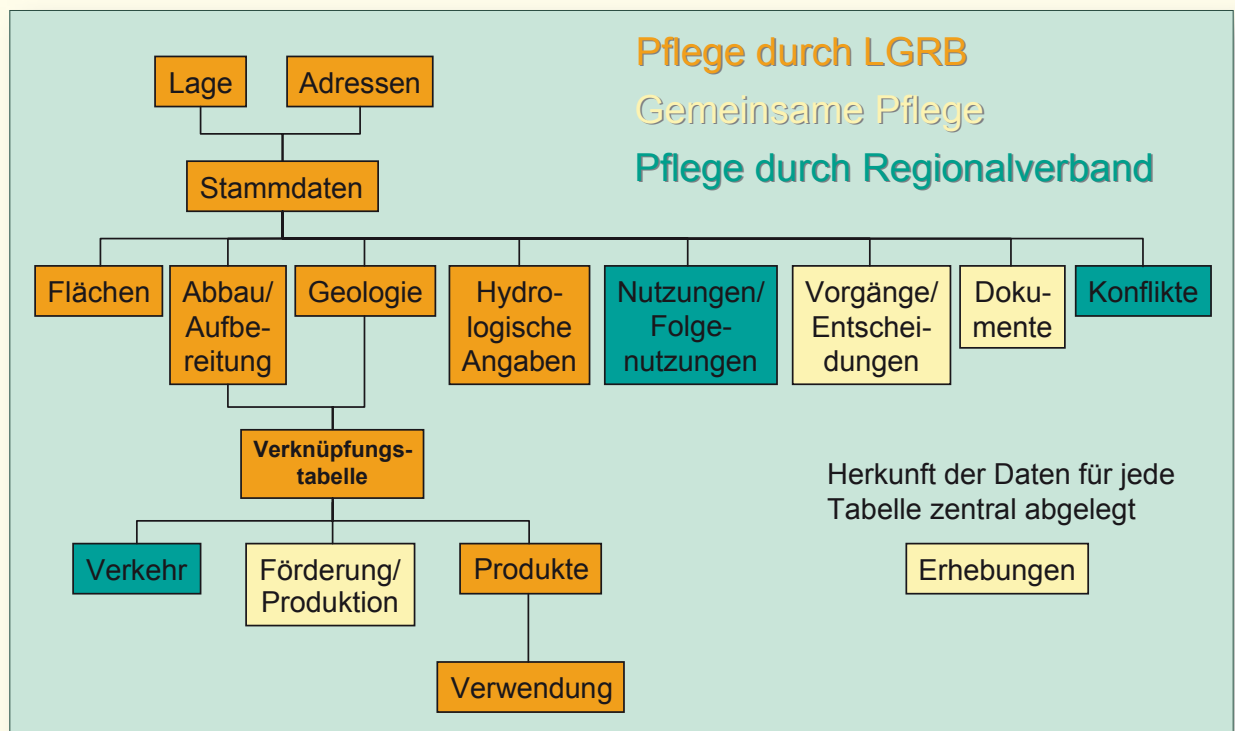 Pflege durch LGRB
Gemeinsame Pflege
Pflege durch Regionalverband
Lage
Adressen
Stammdaten
Flächen
Abbau/
Aufbe-
reitung
Geologie
Hydro-
logische
Angaben
Nutzungen/
Folge-
nutzungen
Vorgänge/
Entschei-
dungen
Doku-
mente
Konflikte
Verknüpfungs-
tabelle
Herkunft der Daten für jede
Tabelle zentral abgelegt
Verkehr
Förderung/
Produktion
Produkte
Erhebungen
Verwendung